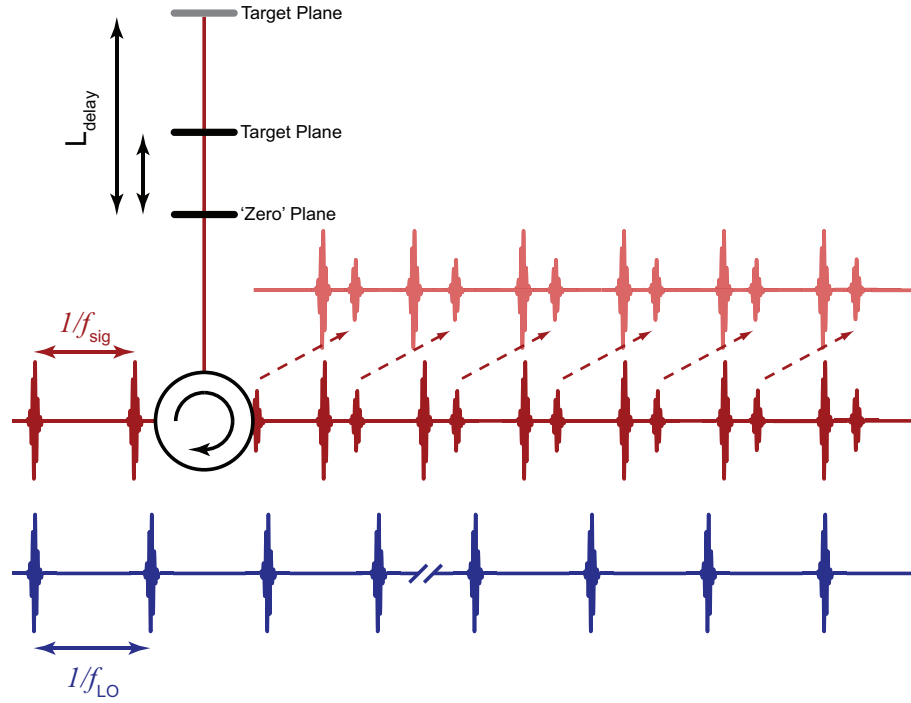 Target Plane
L_delay
Target Plane
‘Zero’ Plane
1/f_sig
1/f_LO